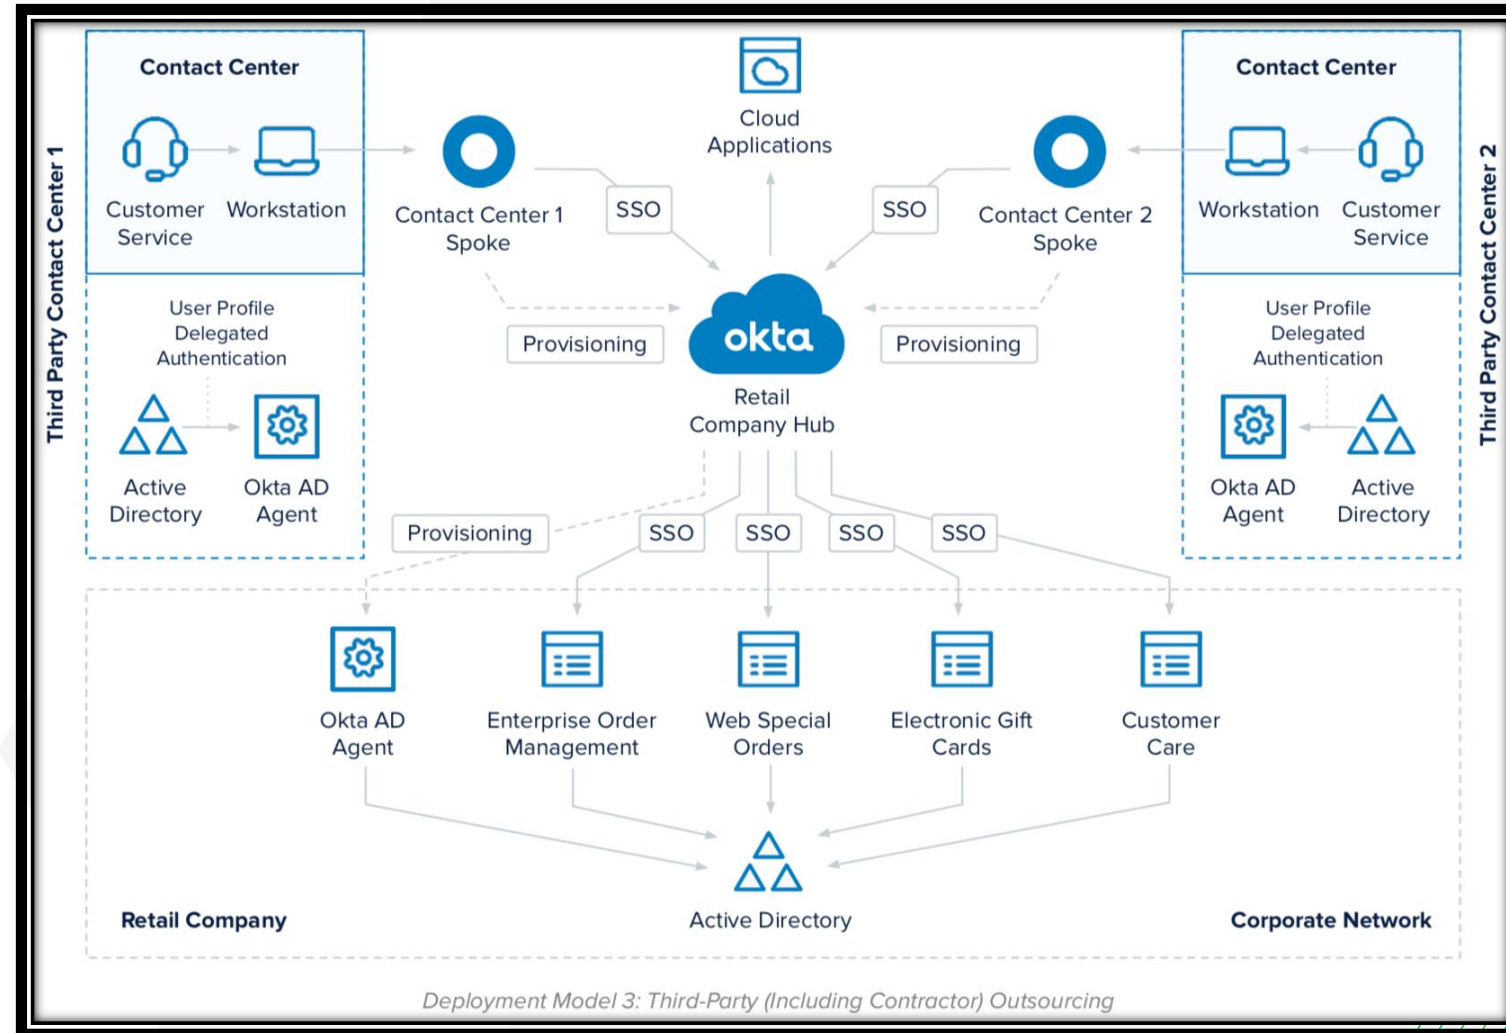 Third Party Contact Center 1
Contact Center
Customer
Service
Workstation
User Profile
Delegated
Authentication
Active
Directory
Okta AD
Agent
Contact Center 1
Spoke
SSO
Provisioning
Cloud
Applications
okta
Retail
Company Hub
SSO
Provisioning
Contact Center 2
Spoke
Contact Center
Workstation
Customer
Service
User Profile
Delegated
Authentication
Okta AD
Agent
Active
Directory
Third Party Contact Center 2
Provisioning
SSO
SSO
SSO
SSO
Okta AD
Agent
Enterprise Order
Management
Web Special
Orders
Electronic Gift
Cards
Customer
Care
Retail Company
Active Directory
Corporate Network
Deployment Model 3: Third-Party (Including Contractor) Outsourcing